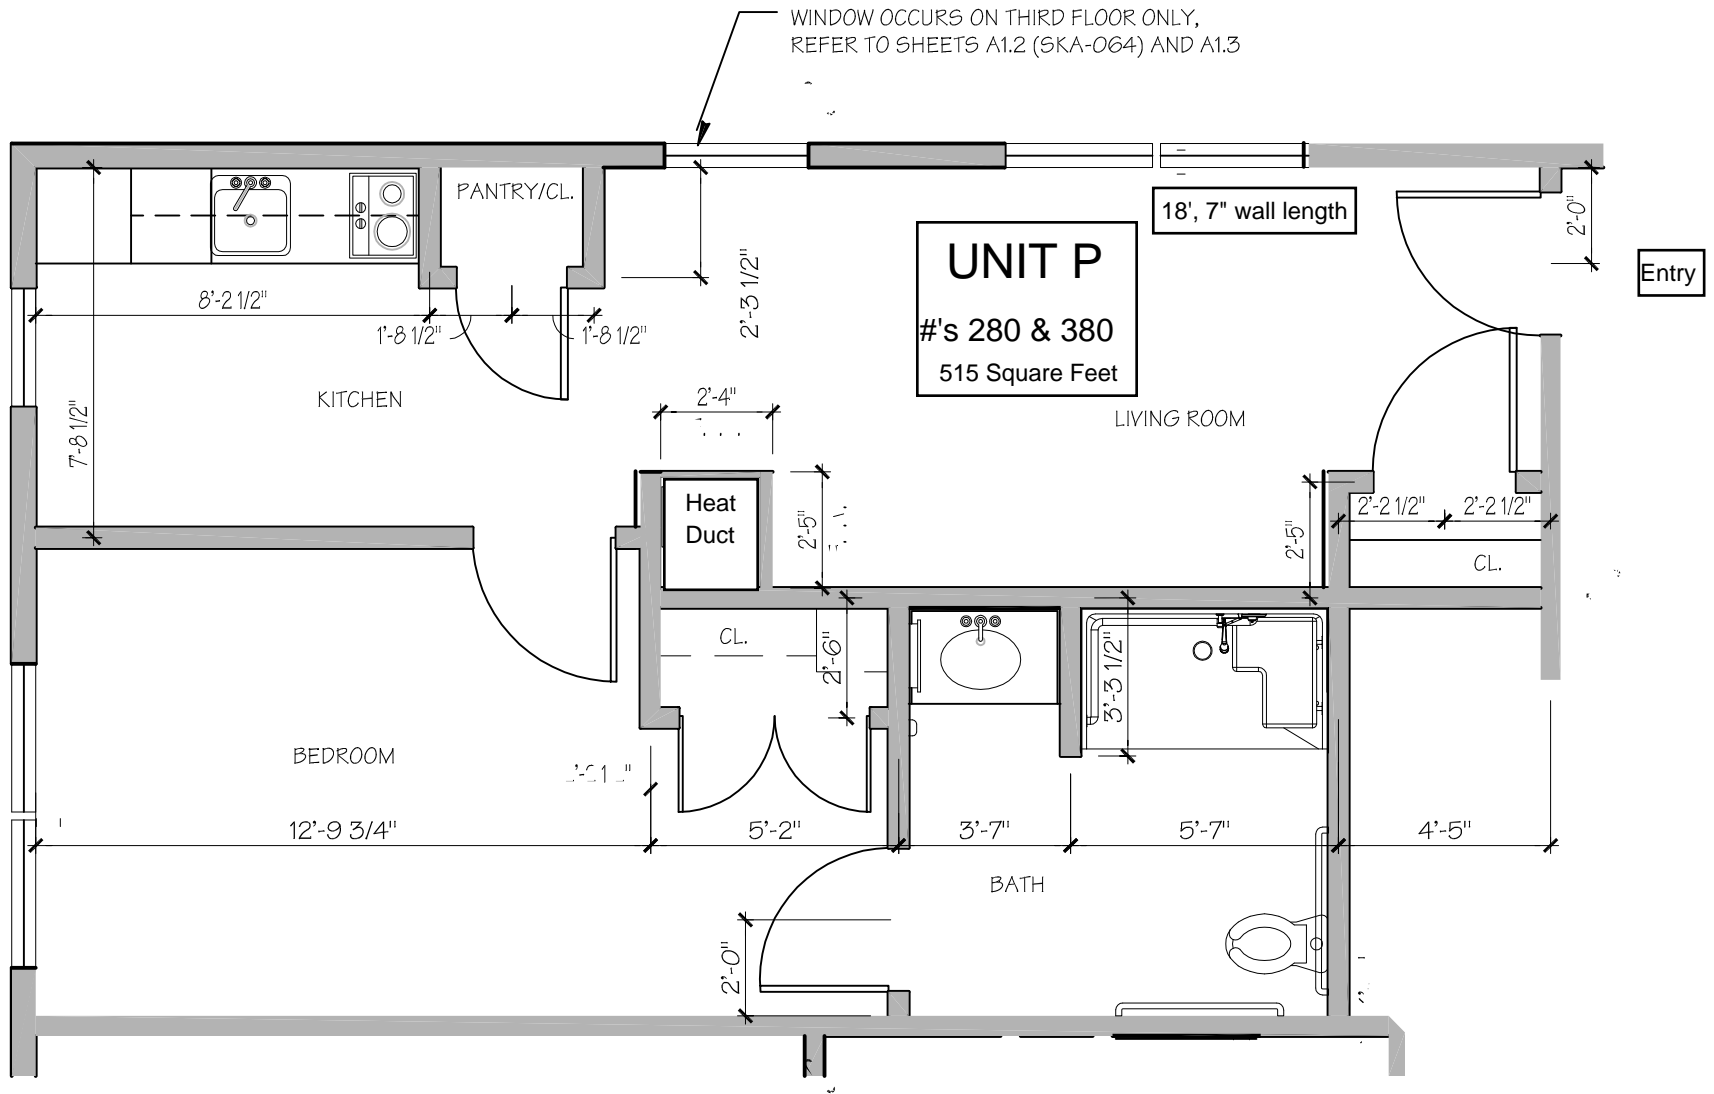 WINDOW OCCURS ON THIRD FLOOR ONLY,
REFER TO SHEETS A1.2 (SKA-064) AND A1.3
PANTRY/CL.
18', 7" wall length
2'-0"
Entry
UNIT P
#'s 280 & 380
515 Square Feet
8'-2 1/2"
1'-8 1/2"
1'-8 1/2"
2'-3 1/2"
KITCHEN
7'-8 1/2"
2'-4"
LIVING ROOM
Heat
Duct
2'-5"
2'-5"
2'-2 1/2"
2'-2 1/2"
CL.
CL.
2'-6"
3'-3 1/2"
BEDROOM
12'-9 3/4"
5'-2"
3'-7"
5'-7"
4'-5"
BATH
2'-0"